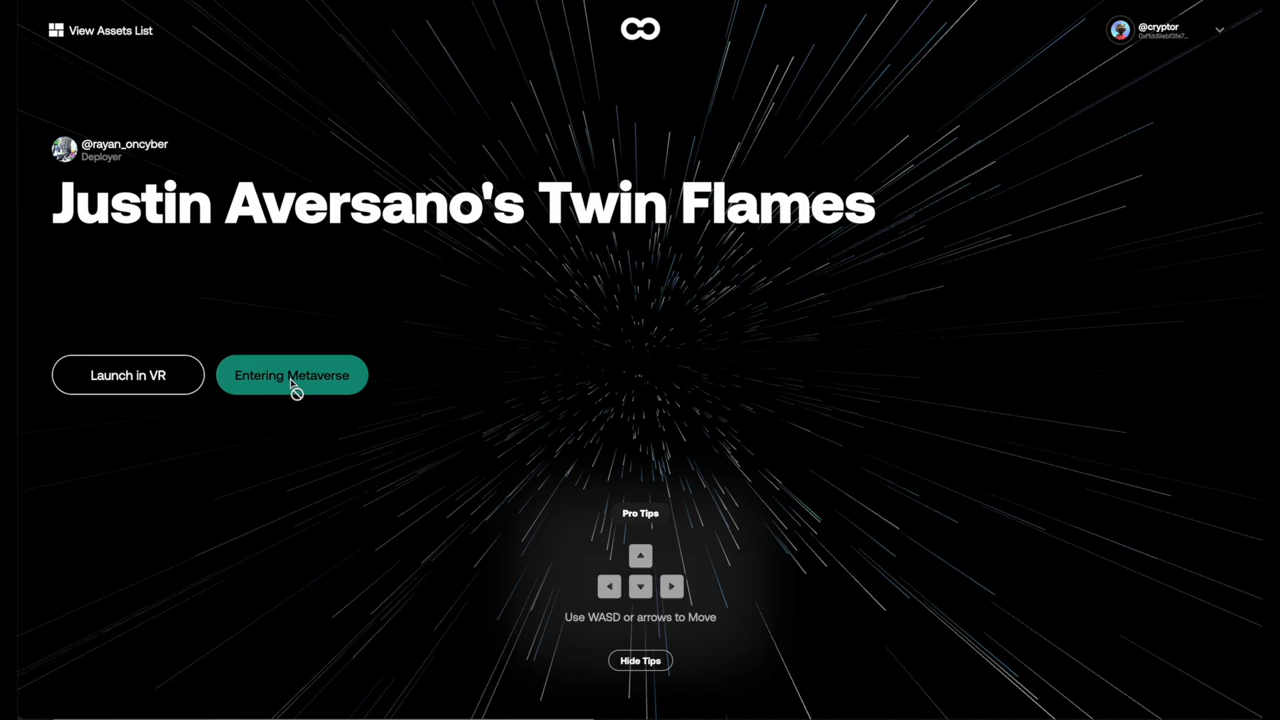 View Assets List
@cryptor
@rayan_oncyber
Deployer
Justin Aversano's Twin Flames
Launch in VR
Entering Metaverse
Pro Tips
Use WASD or arrows to Move
Hide Tips